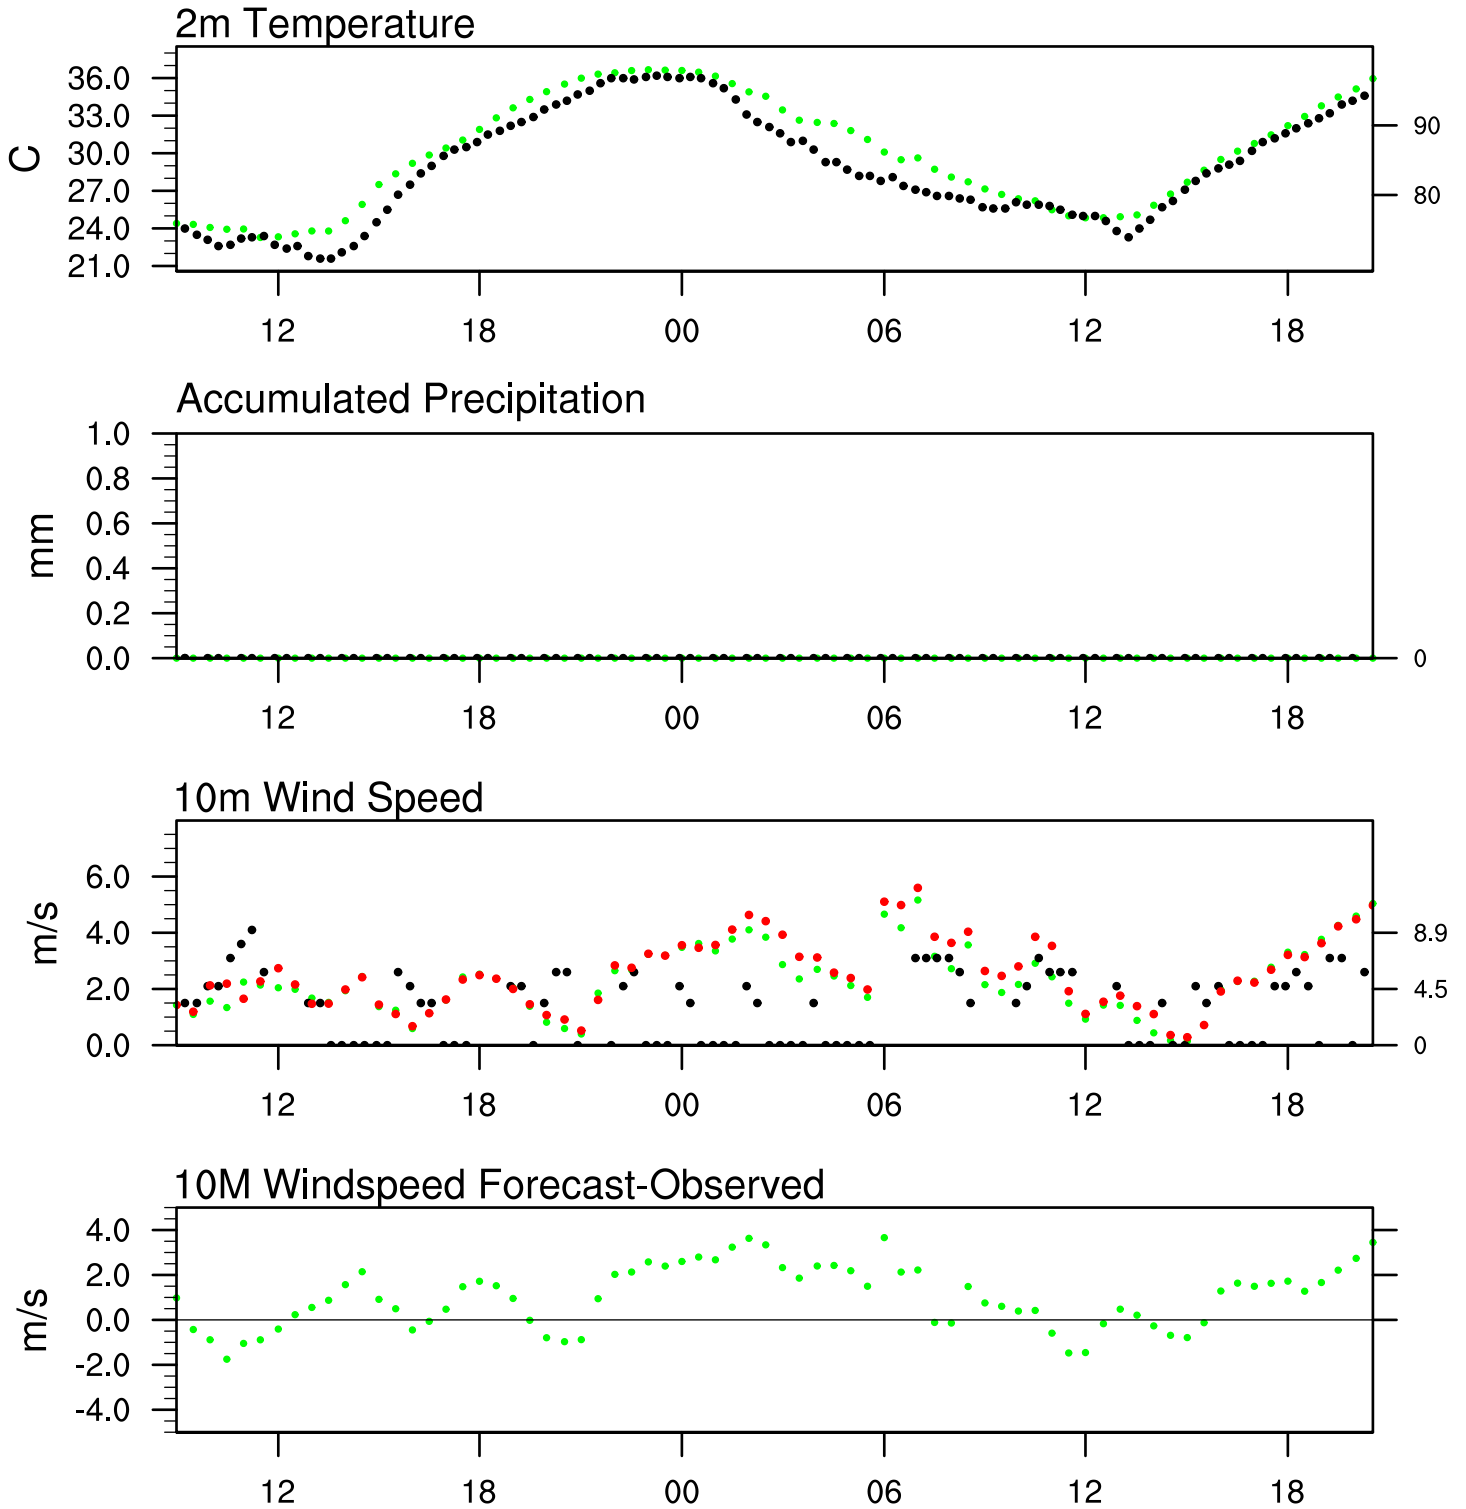 2m Temperature
36.0
33.0
30.0
27.0
24.0
21.0
C
90
80
12 18 00 06 12 18
Accumulated Precipitation
1.0
0.8
0.6
0.4
0.2
0.0
mm
0
12 18 00 06 12 18
10m Wind Speed
6.0
4.0
2.0
0.0
m/s
8.9
4.5
0
12 18 00 06 12 18
10M Windspeed Forecast-Observed
4.0
2.0
0.0
-2.0
-4.0
m/s
12 18 00 06 12 18